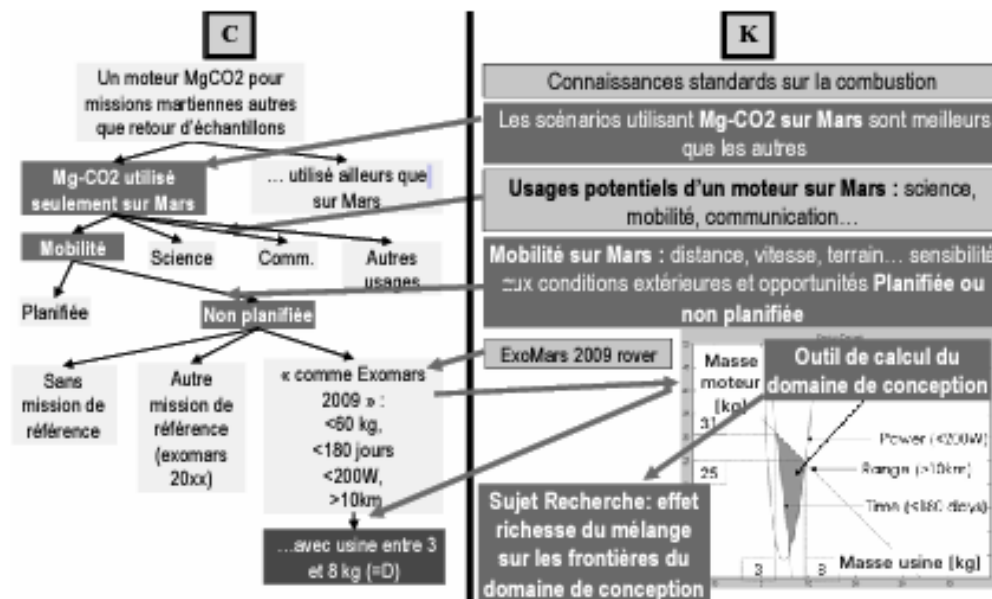 C
Un moteur MgCO2 pour
missions martiennes autres
que retour d'échantillons
Mg-CO2 utilisé
seulement sur Mars
… utilisé ailleurs que
sur Mars
Mobilité
Science
Comm.
Autres
usages
Planifiée
Non planifiée
Sans
mission de
référence
Autre
mission de
référence
(exomars
20xx)
« comme Exomars
2009 » :
<60 kg,
<180 jours
<200W,
>10km
…avec usine entre 3
et 8 kg (=D)
K
Connaissances standards sur la combustion
Les scénarios utilisant Mg-CO2 sur Mars sont meilleurs
que les autres
Usages potentiels d'un moteur sur Mars : science,
mobilité, communication…
Mobilité sur Mars : distance, vitesse, terrain… sensibilité
aux conditions extérieures et opportunités Planifiée ou
non planifiée
ExoMars 2009 rover
Masse
moteur
[kg]
Outil de calcul du
domaine de conception
31
25
Power (<200W)
Range (>10km)
Time (<180 days)
Masse usine [kg]
3
8
Sujet Recherche: effet
richesse du mélange
sur les frontières du
domaine de conception